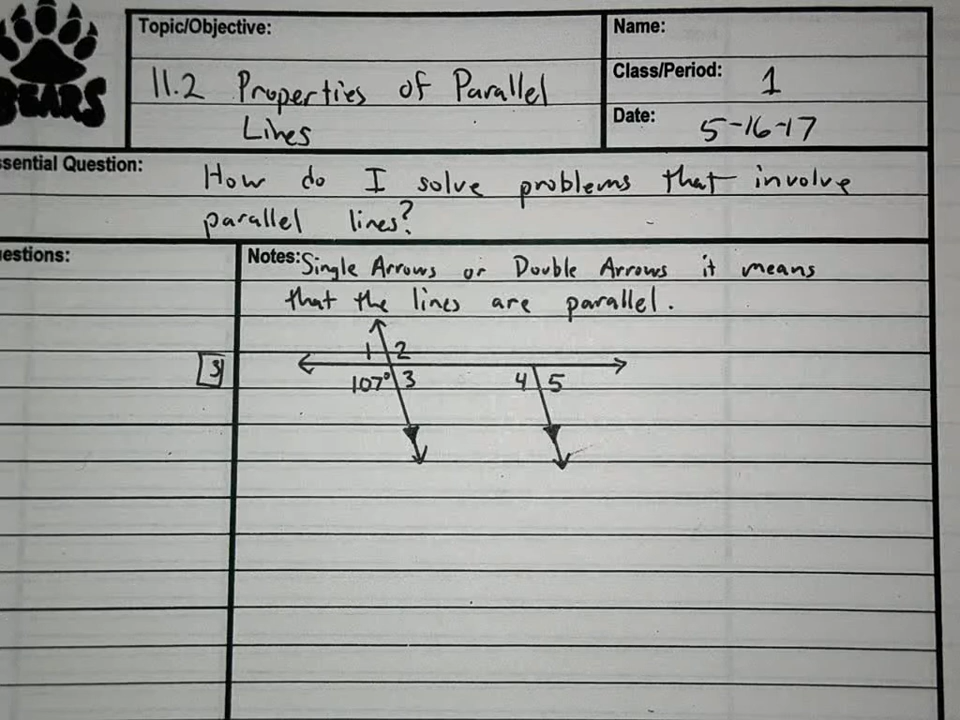 BEARS
Topic/Objective:
11.2 Properties of Parallel
Lines
Name:
Class/Period: 1
Date: 5-16-17
ssential Question:
How do I solve problems that involve
parallel lines?
estions:
Notes: Single Arrows or Double Arrows it means
that the lines are parallel.
1 2
3
107° 3 4 5